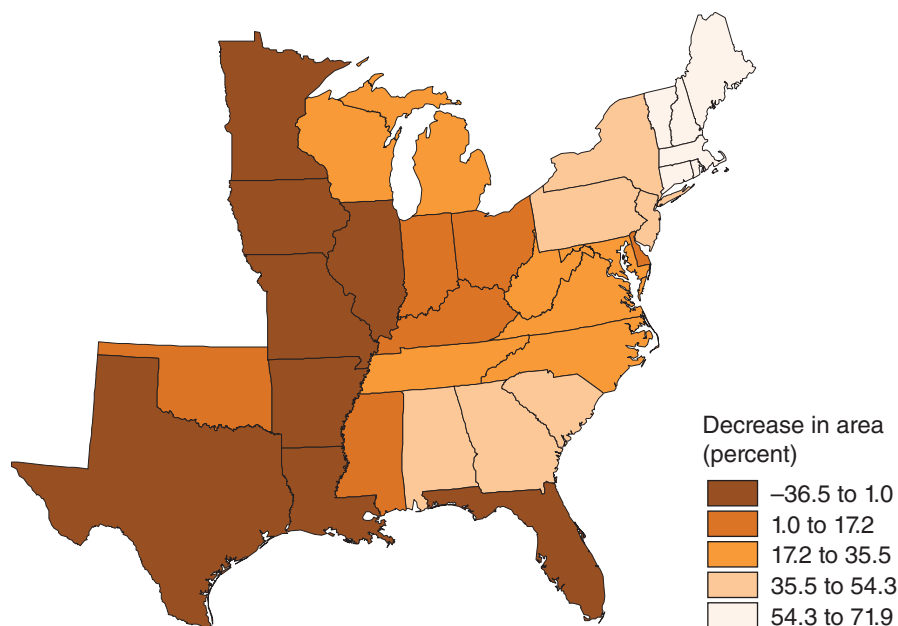 Decrease in area
(percent)
–36.5 to 1.0
1.0 to 17.2
17.2 to 35.5
35.5 to 54.3
54.3 to 71.9